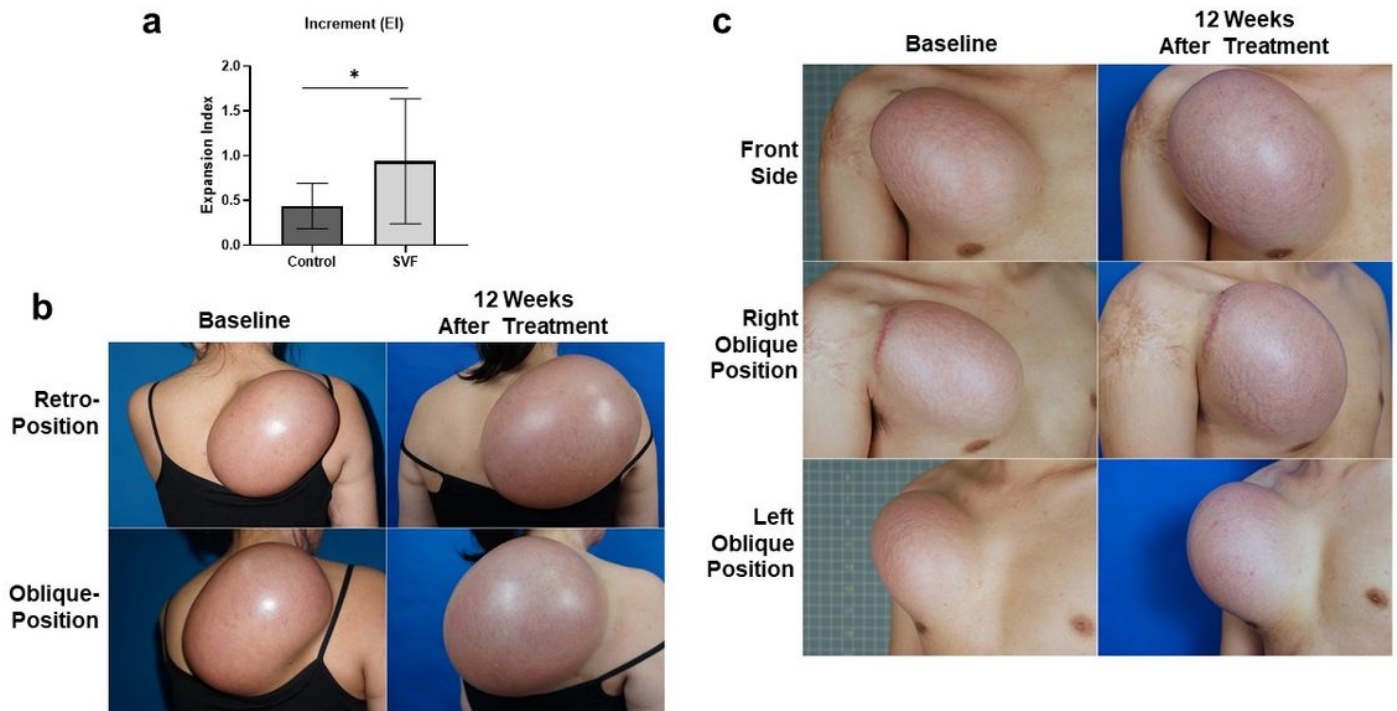 a
Increment (EI)
Expansion Index
2.0
1.5
1.0
0.5
0.0
*
Control
SVF
b
Baseline
12 Weeks
After Treatment
Retro-
Position
Oblique-
Position
c
Baseline
12 Weeks
After Treatment
Front
Side
Right
Oblique
Position
Left
Oblique
Position